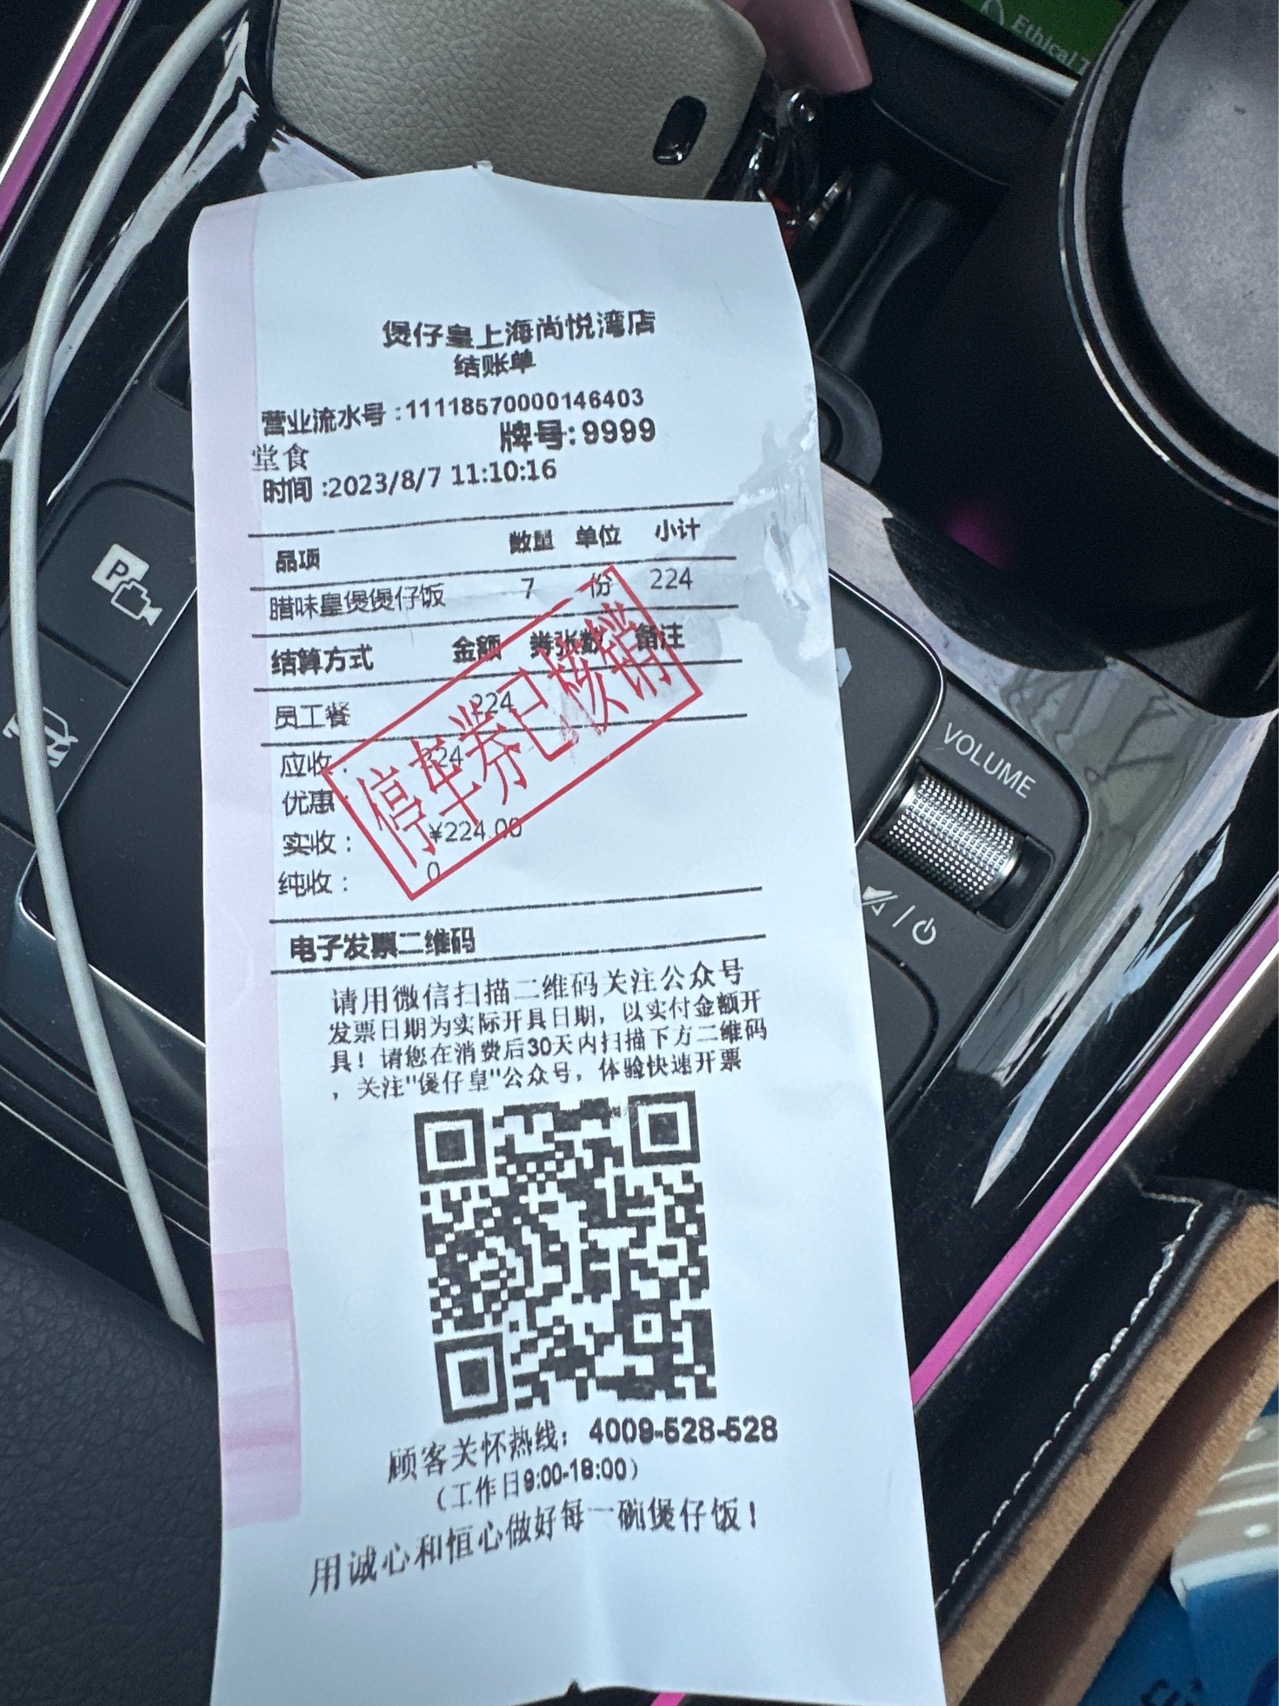 Ethical T
煲仔皇上海尚悦湾店
结账单
营业流水号:11118570000146403
堂食 牌号:9999
时间:2023/8/7 11:10:16
品项 数量 单位 小计
腊味皇煲煲仔饭 7 份 224
结算方式 金额 券张数 备注
员工餐 224
应收: 224
优惠:
实收: ¥224.00
纯收: 0
停车券已核销
电子发票二维码
请用微信扫描二维码关注公众号
发票日期为实际开具日期，以实付金额开
具！请您在消费后30天内扫描下方二维码
，关注"煲仔皇"公众号，体验快速开票
顾客关怀热线：4009-528-528
（工作日9:00-18:00）
用诚心和恒心做好每一碗煲仔饭！
P
VOLUME